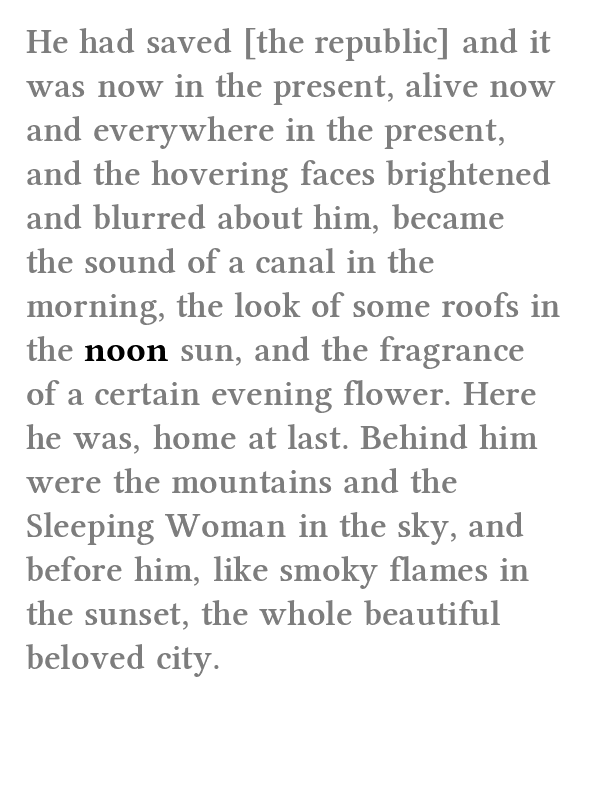 He had saved [the republic] and it
was now in the present, alive now
and everywhere in the present,
and the hovering faces brightened
and blurred about him, became
the sound of a canal in the
morning, the look of some roofs in
the noon sun, and the fragrance
of a certain evening flower. Here
he was, home at last. Behind him
were the mountains and the
Sleeping Woman in the sky, and
before him, like smoky flames in
the sunset, the whole beautiful
beloved city.